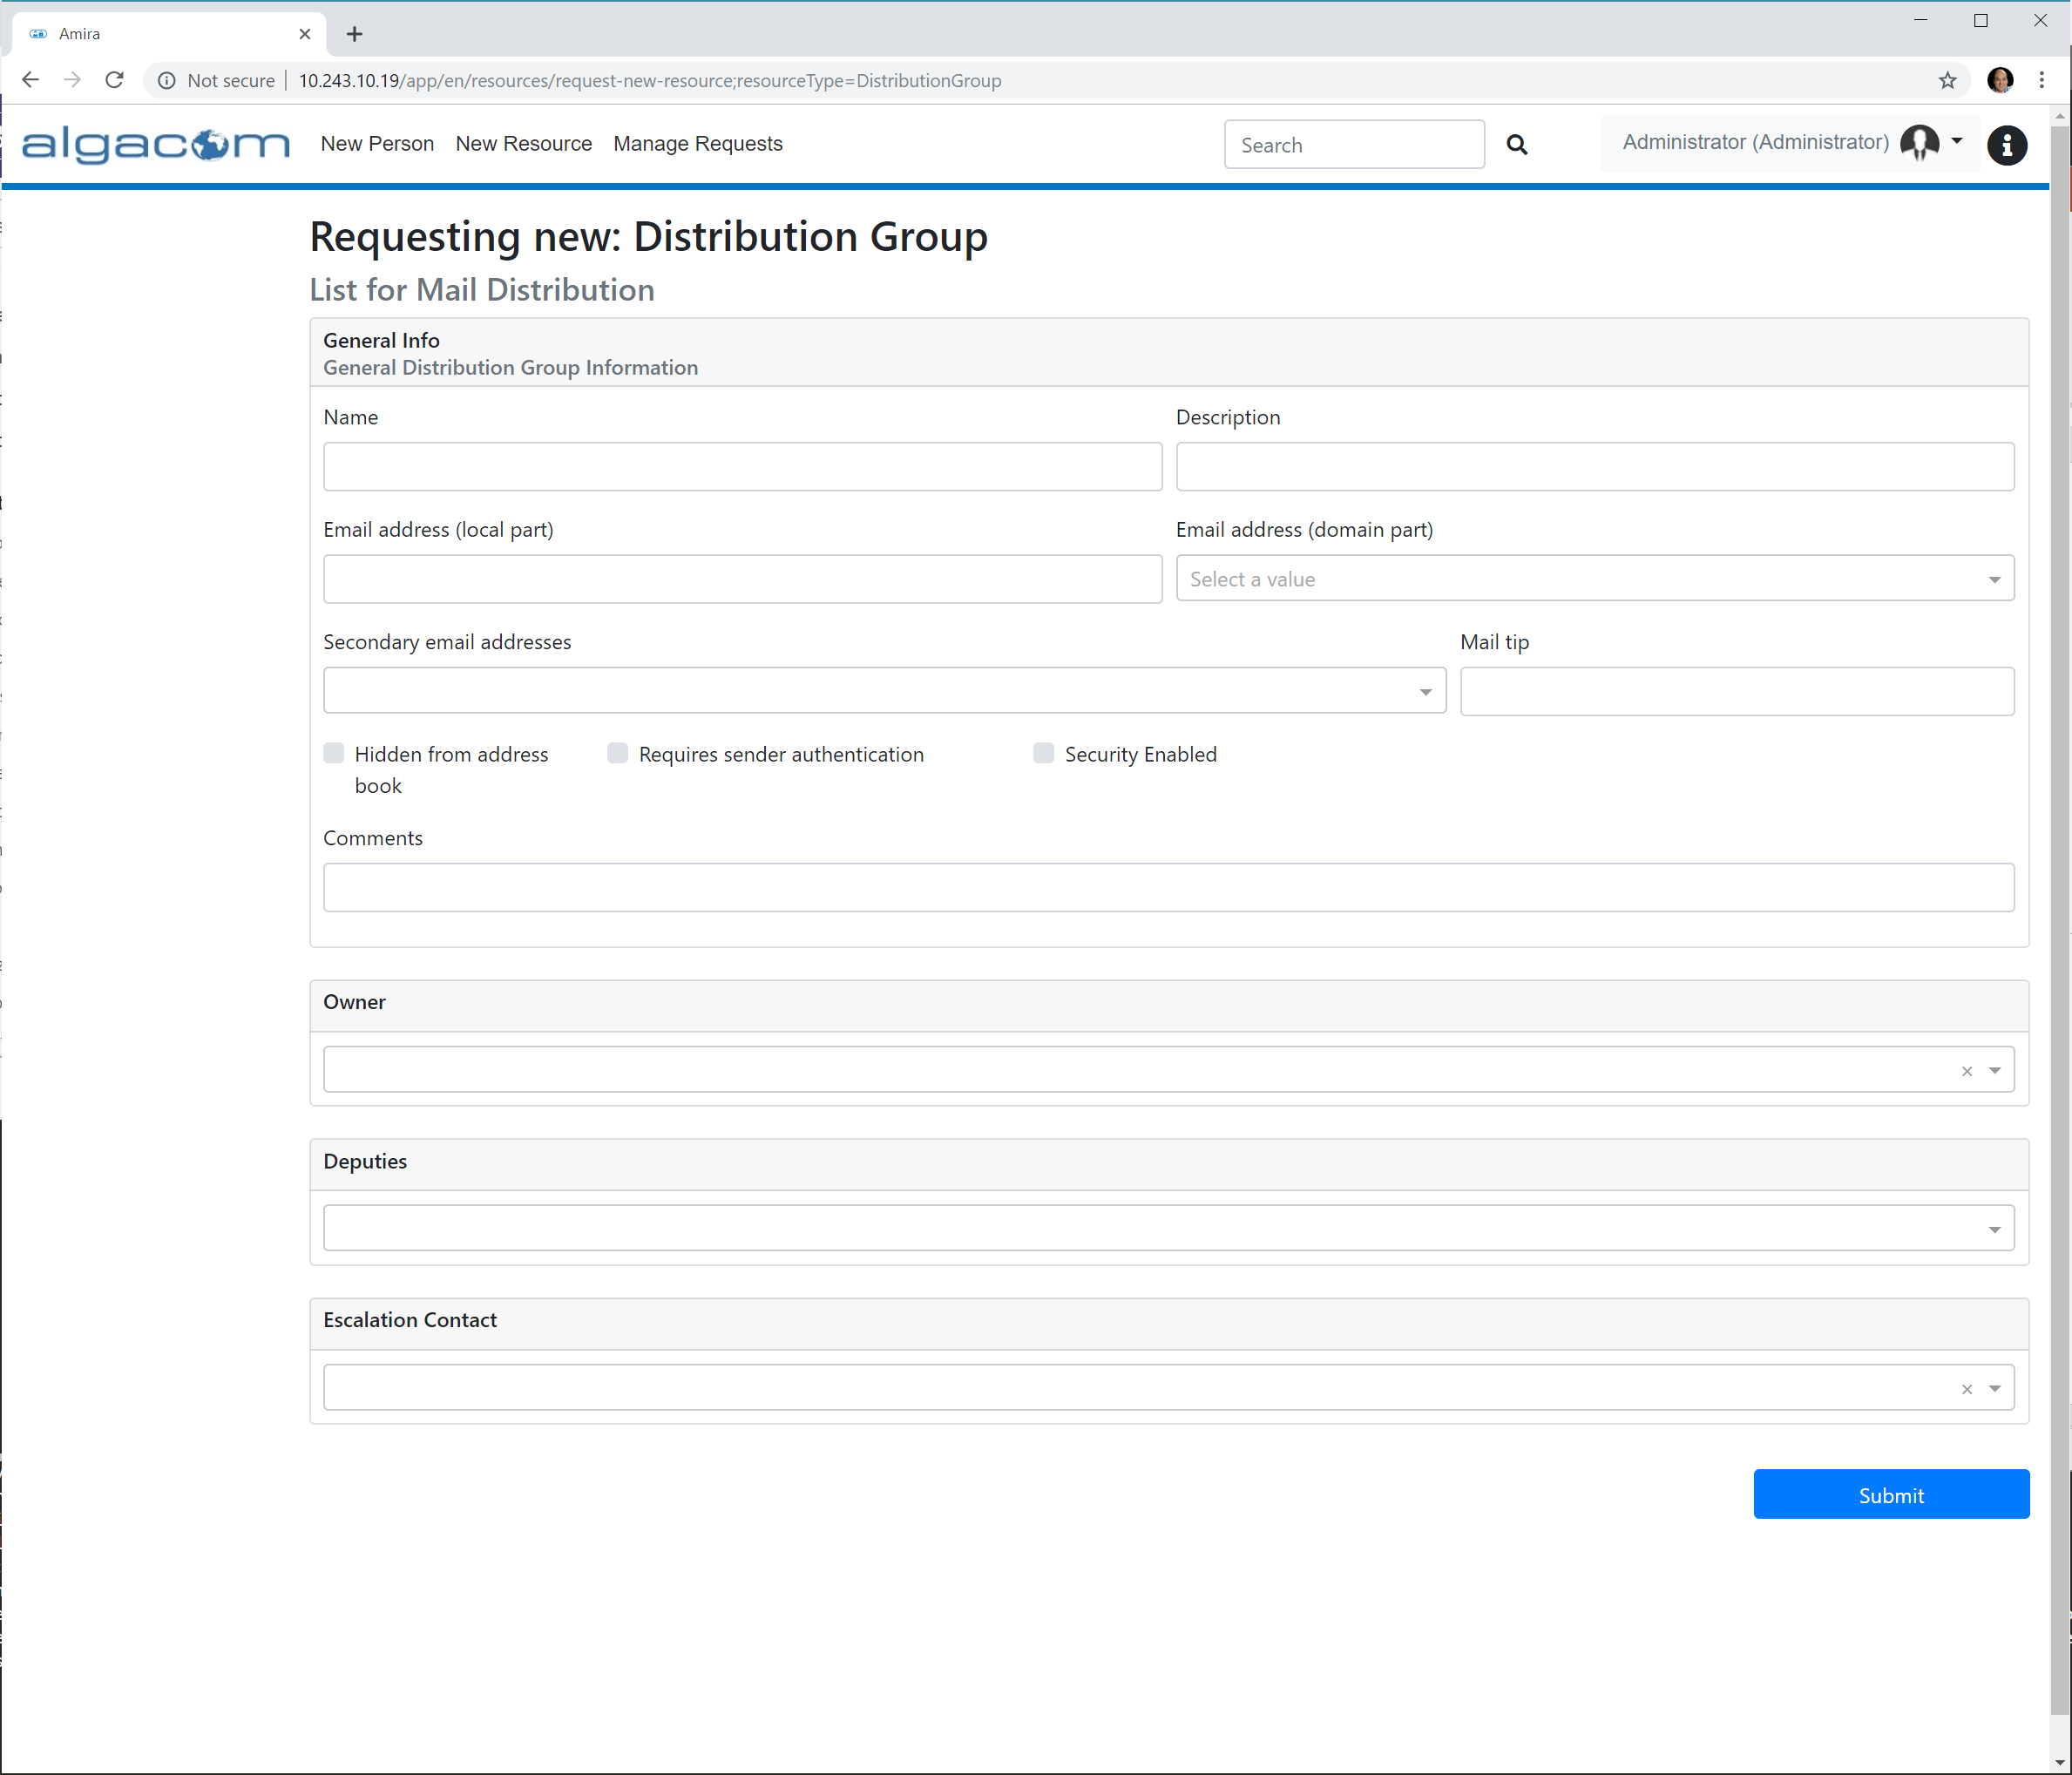 Amira
Not secure 10.243.10.19/app/en/resources/request-new-resource;resourceType=DistributionGroup
algacom New Person New Resource Manage Requests Search Administrator (Administrator)
Requesting new: Distribution Group
List for Mail Distribution
General Info
General Distribution Group Information
Name Description
Email address (local part) Email address (domain part)
Select a value
Secondary email addresses Mail tip
Hidden from address book Requires sender authentication Security Enabled
Comments
Owner
Deputies
Escalation Contact
Submit